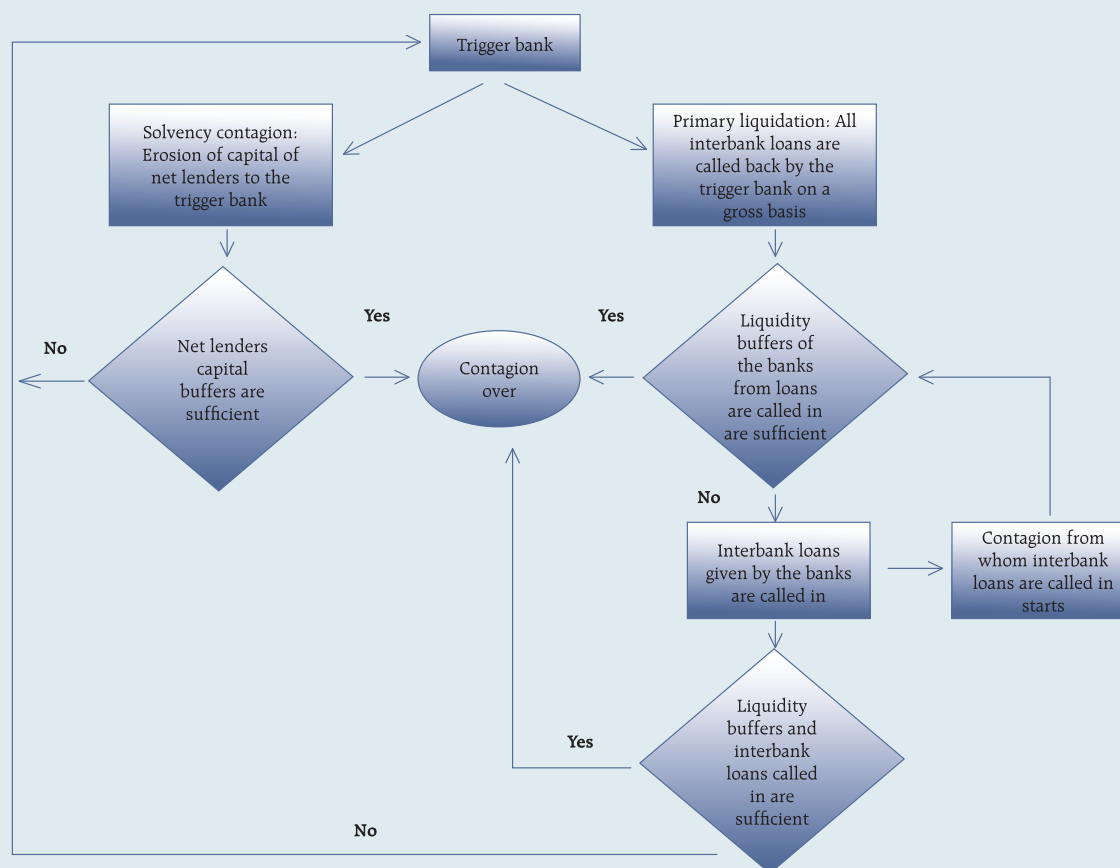 Trigger bank
Solvency contagion:
Erosion of capital of
net lenders to the
trigger bank
Primary liquidation: All
interbank loans are
called back by the
trigger bank on a
gross basis
No
Net lenders
capital
buffers are
sufficient
Yes
Contagion
over
Yes
Liquidity
buffers of
the banks
from loans
are called in
are sufficient
No
Interbank loans
given by the banks
are called in
Contagion from
whom interbank
loans are called in
starts
Liquidity
buffers and
interbank
loans called
in are
sufficient
Yes
No